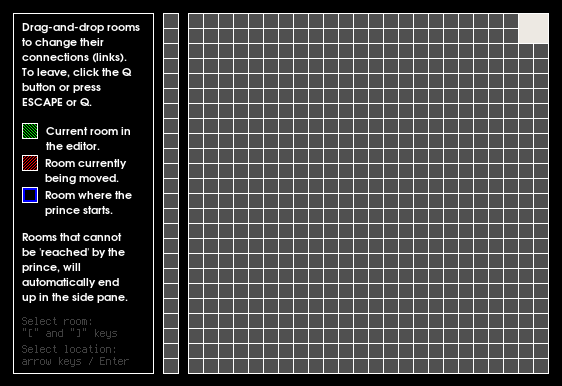 Drag-and-drop rooms
to change their
connections (links).
To leave, click the Q
button or press
ESCAPE or Q.
Current room in
the editor.
Room currently
being moved.
Room where the
prince starts.
Rooms that cannot
be 'reached' by the
prince, will
automatically end
up in the side pane.
Select room:
"[" and "]" keys
Select location:
arrow keys / Enter